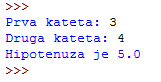 >>>
Prva kateta: 3
Druga kateta: 4
Hipotenuza je 5.0
>>>